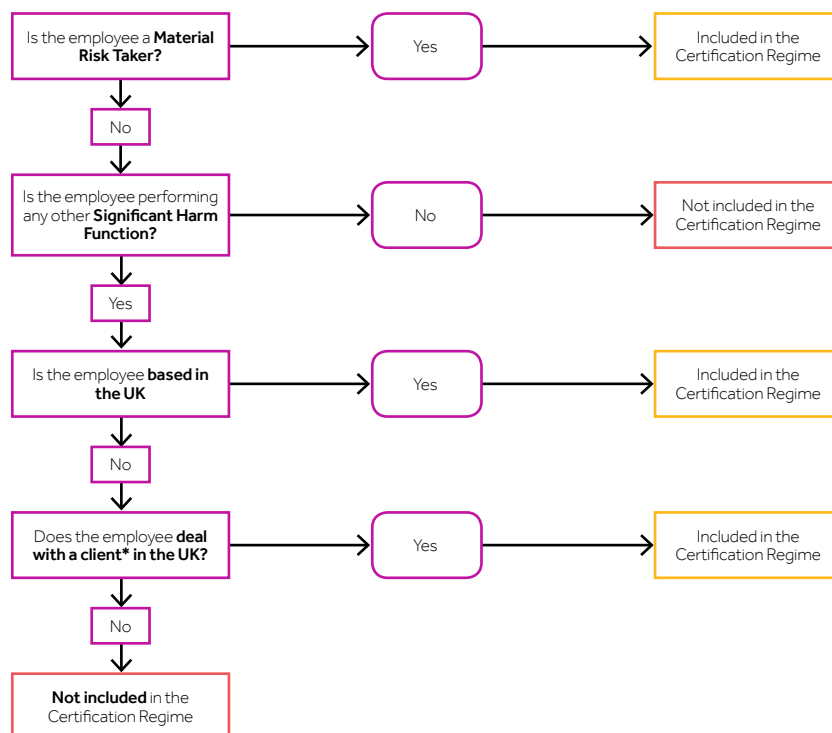 Is the employee a Material
Risk Taker?
Yes
Included in the
Certification Regime
No
Is the employee performing
any other Significant Harm
Function?
No
Not included in the
Certification Regime
Yes
Is the employee based in
the UK
Yes
Included in the
Certification Regime
No
Does the employee deal
with a client* in the UK?
Yes
Included in the
Certification Regime
No
Not included in the
Certification Regime